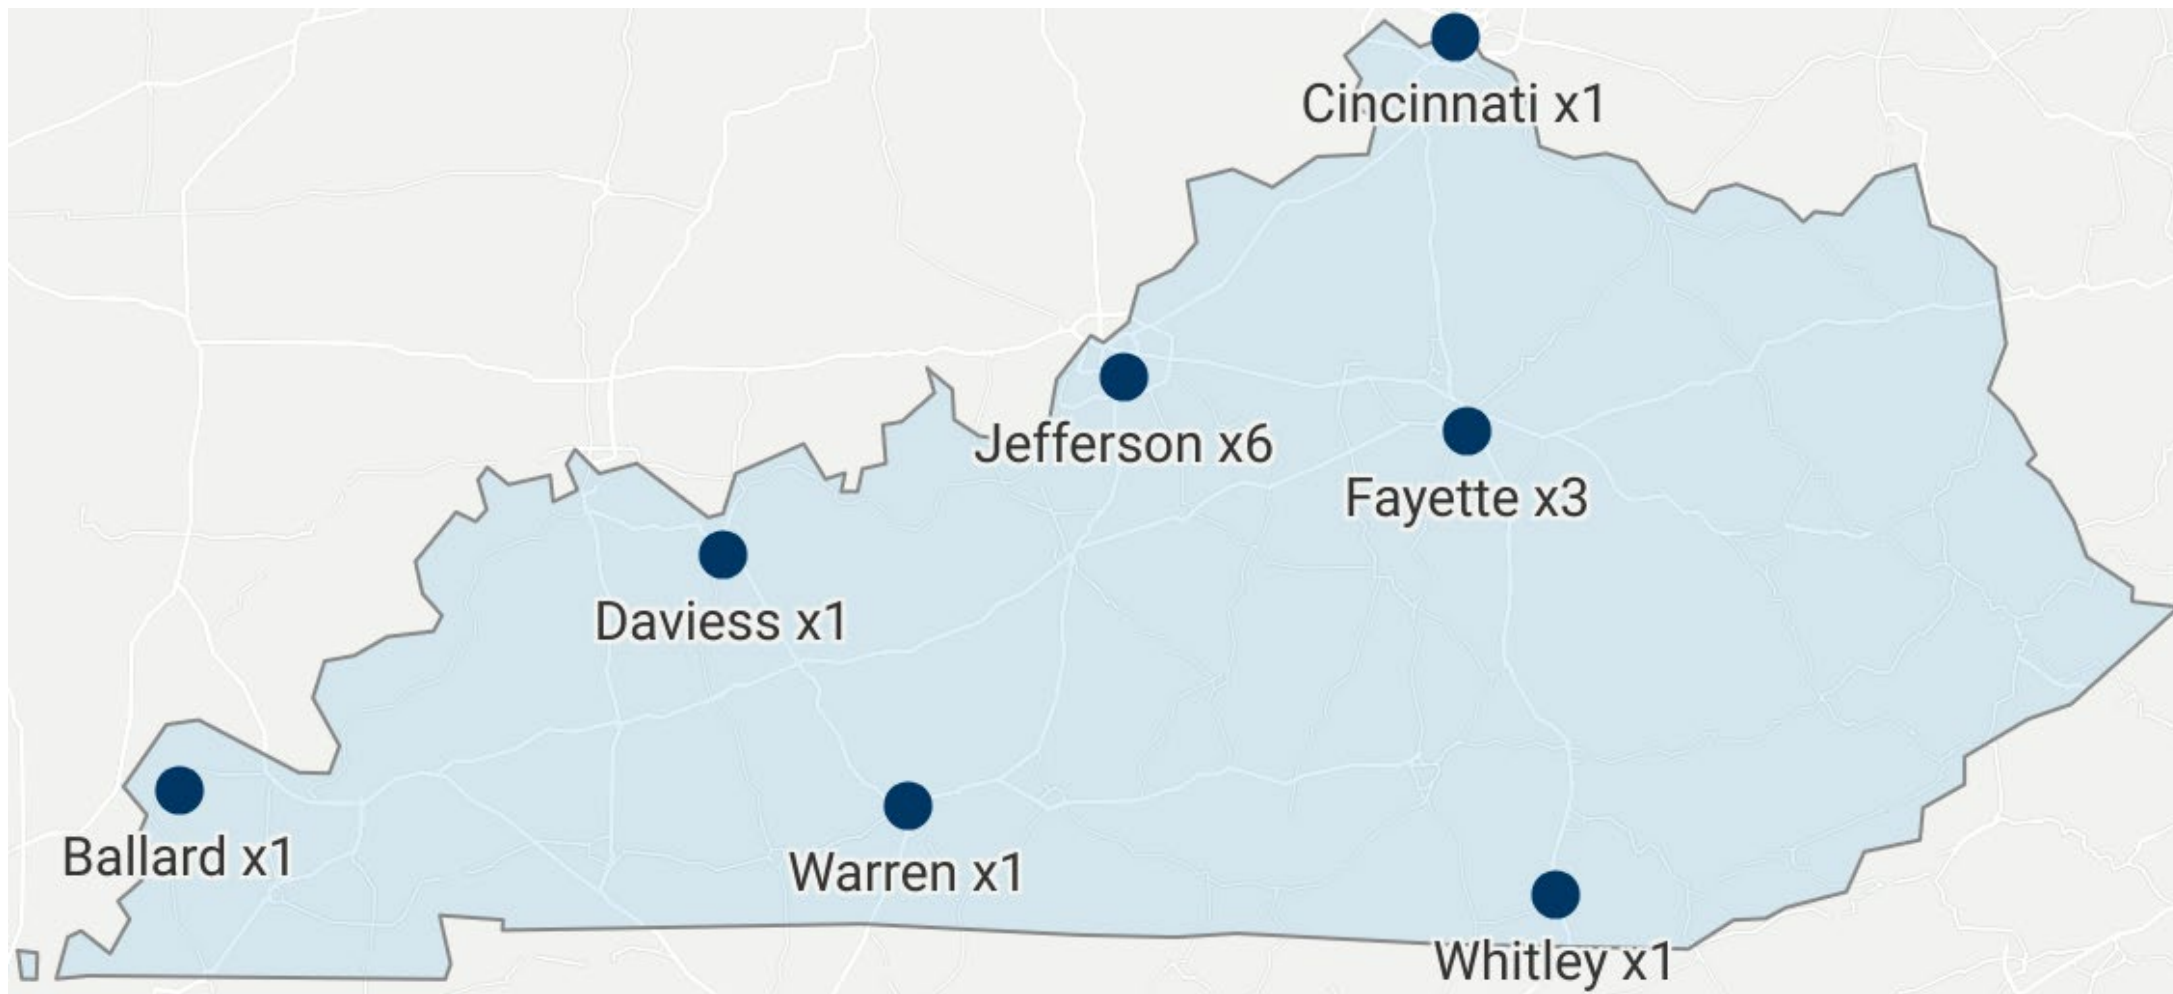 Cincinnati x1
Jefferson x6
Fayette x3
Daviess x1
Ballard x1
Warren x1
Whitley x1